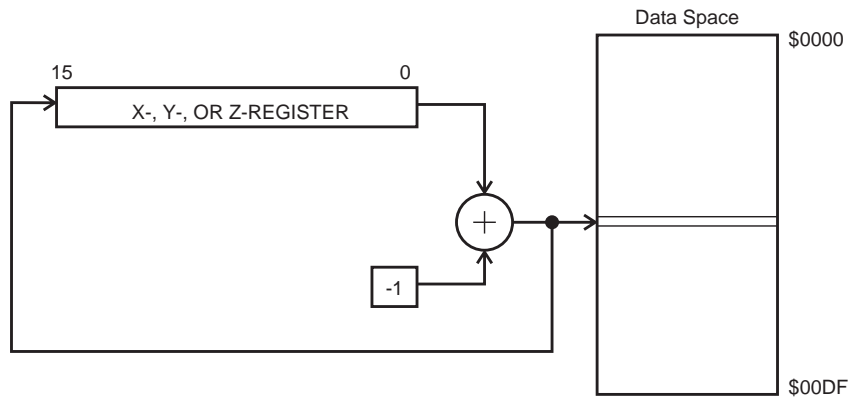 Data Space
$0000
15 0
X-, Y-, OR Z-REGISTER
+
-1
$00DF